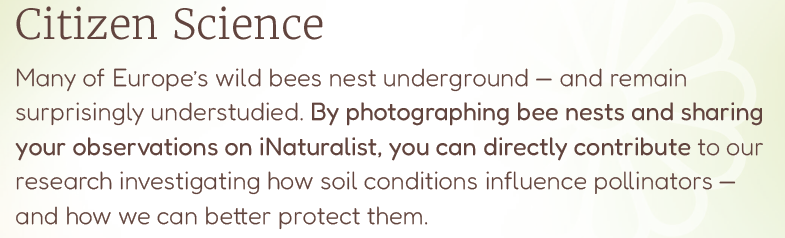 Citizen Science
Many of Europe's wild bees nest underground — and remain
surprisingly understudied. By photographing bee nests and sharing
your observations on iNaturalist, you can directly contribute to our
research investigating how soil conditions influence pollinators —
and how we can better protect them.